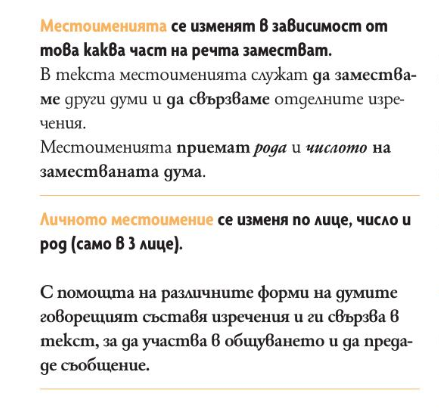 Местоименията се изменят в зависимост от
това каква част на речта заместват.
В текста местоименията служат да замества-
ме други думи и да свързваме отделните изре-
чения.
Местоименията приемат рода и числото на
заместваната дума.
Личното местоимение се изменя по лице, число и
род (само в 3 лице).
С помощта на различните форми на думите
говорещият съставя изречения и ги свързва в
текст, за да участва в общуването и да преда-
де съобщение.